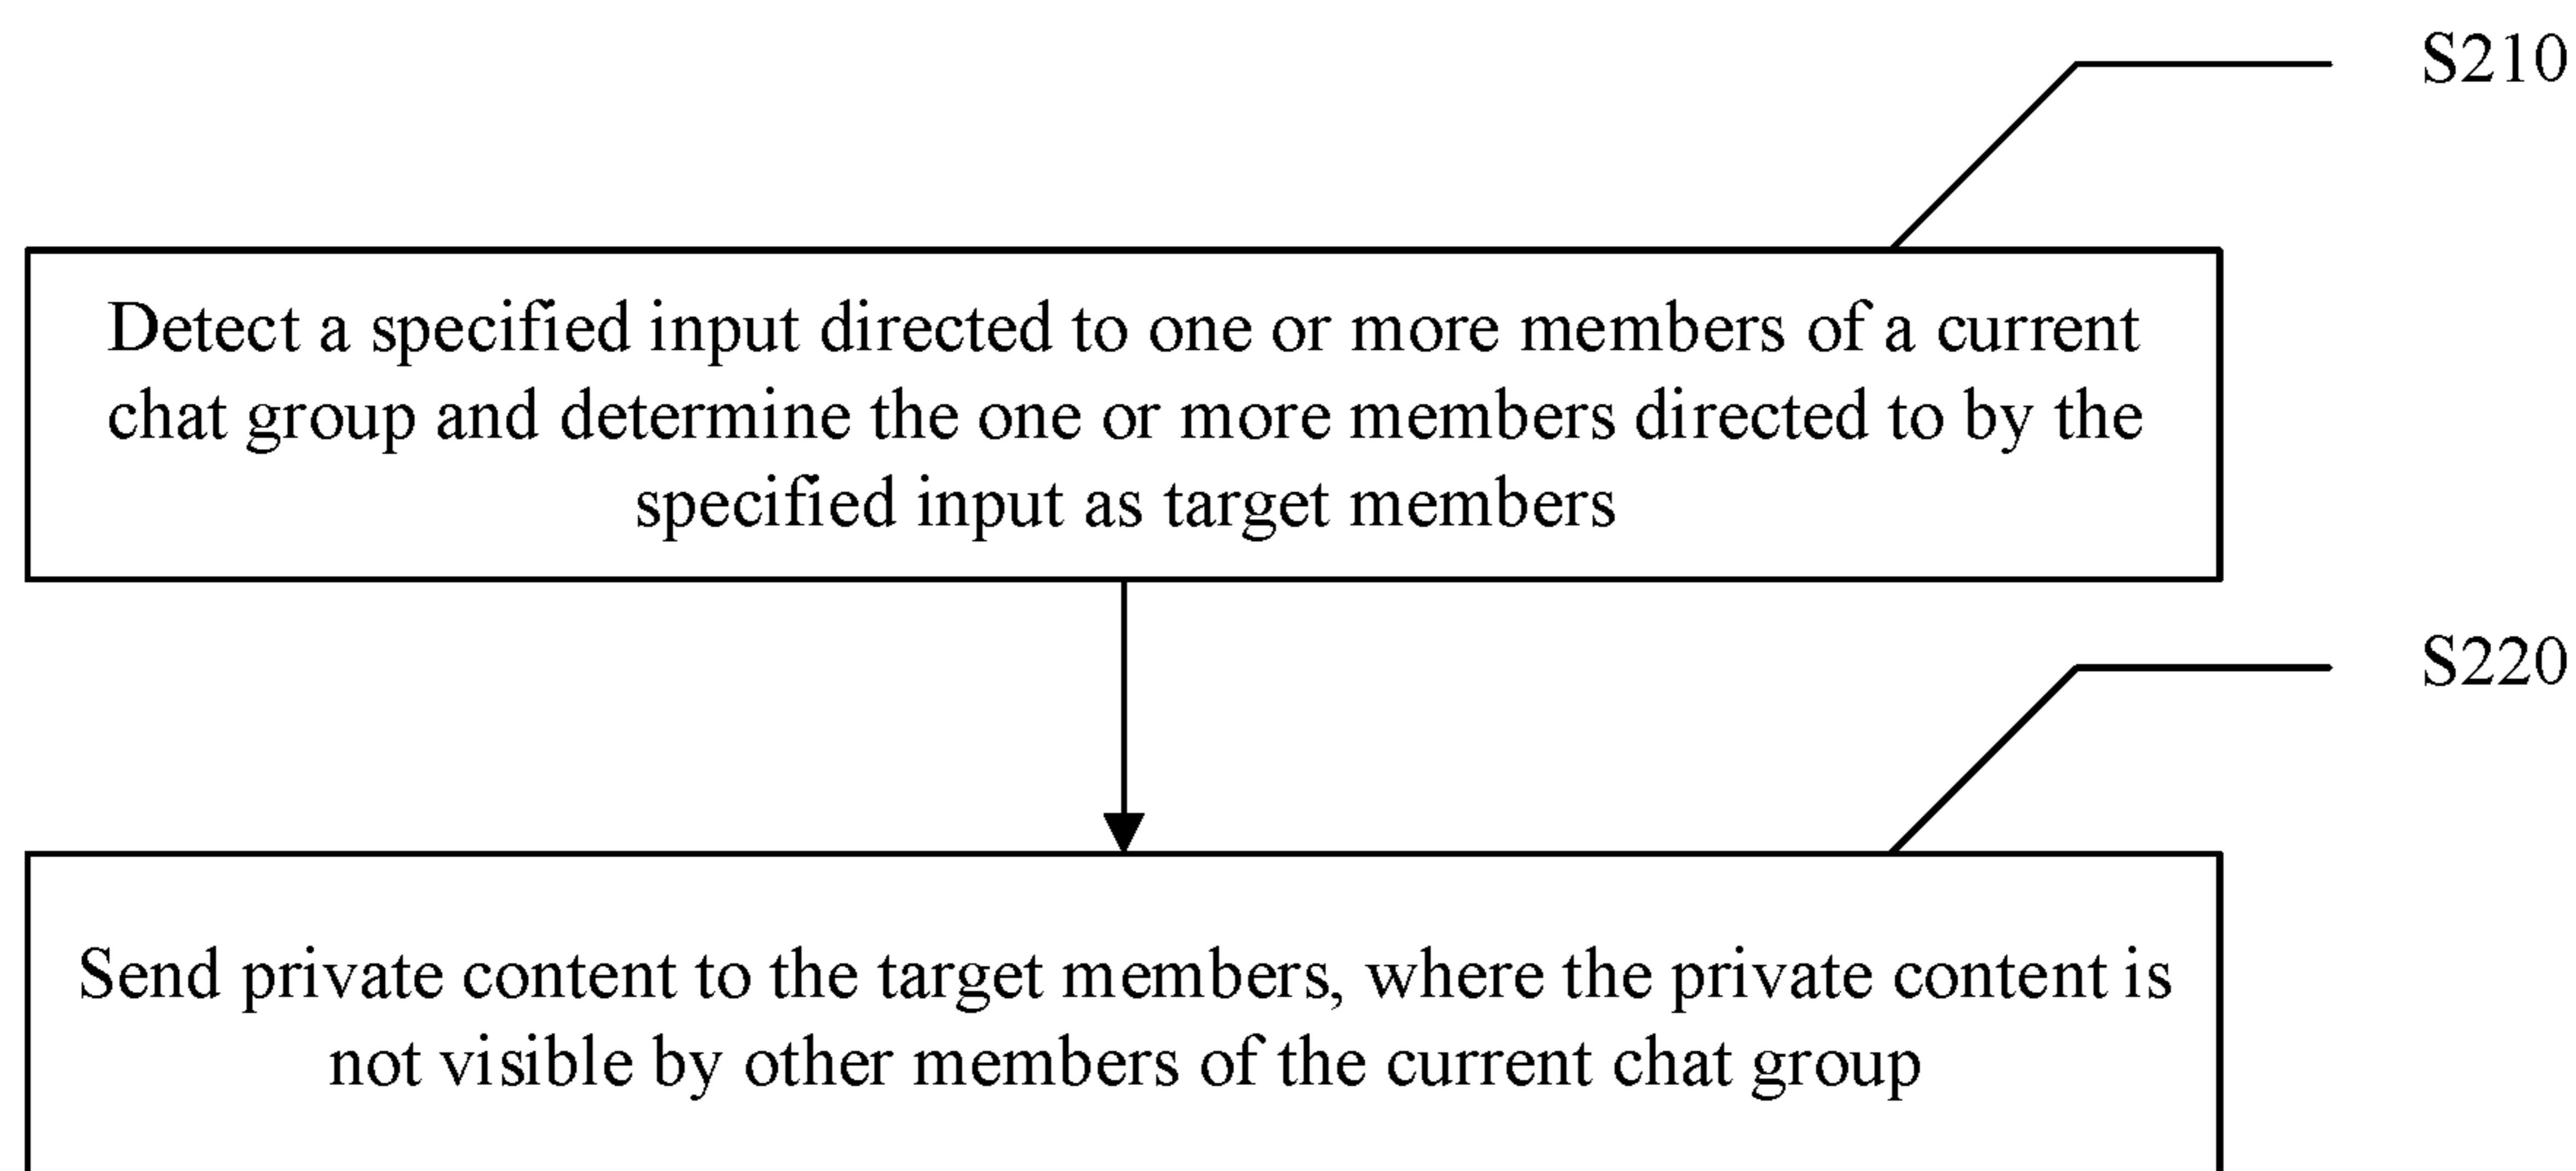 S210
Detect a specified input directed to one or more members of a current
chat group and determine the one or more members directed to by the
specified input as target members
S220
Send private content to the target members, where the private content is
not visible by other members of the current chat group